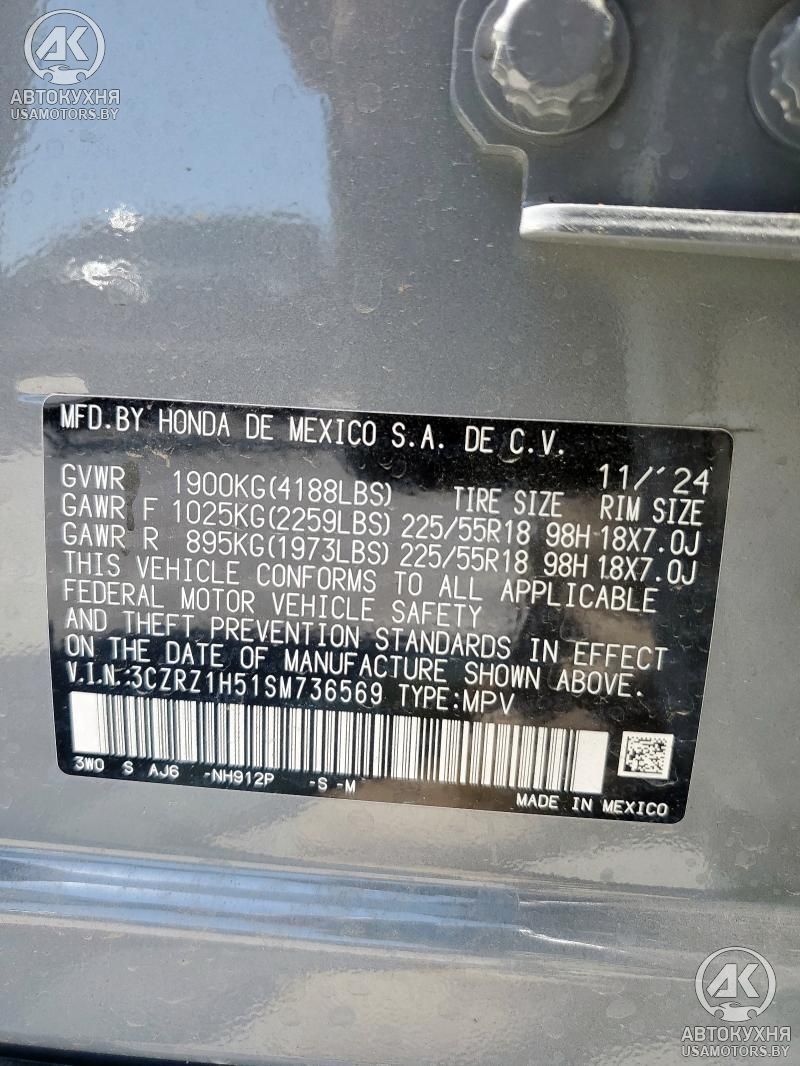 AK
АВТОКУХНЯ
USAMOTORS.BY
MFD.BY HONDA DE MEXICO S.A. DE C.V.
11/'24
GVWR 1900KG(4188LBS) TIRE SIZE RIM SIZE
GAWR F 1025KG(2259LBS) 225/55R18 98H 18X7.0J
GAWR R 895KG(1973LBS) 225/55R18 98H 18X7.0J
THIS VEHICLE CONFORMS TO ALL APPLICABLE
FEDERAL MOTOR VEHICLE SAFETY
AND THEFT PREVENTION STANDARDS IN EFFECT
ON THE DATE OF MANUFACTURE SHOWN ABOVE.
V.I.N.:3CZRZ1H51SM736569 TYPE:MPV
3W0 S AJ6 -NH912P -S -M
MADE IN MEXICO
AK
АВТОКУХНЯ
USAMOTORS.BY